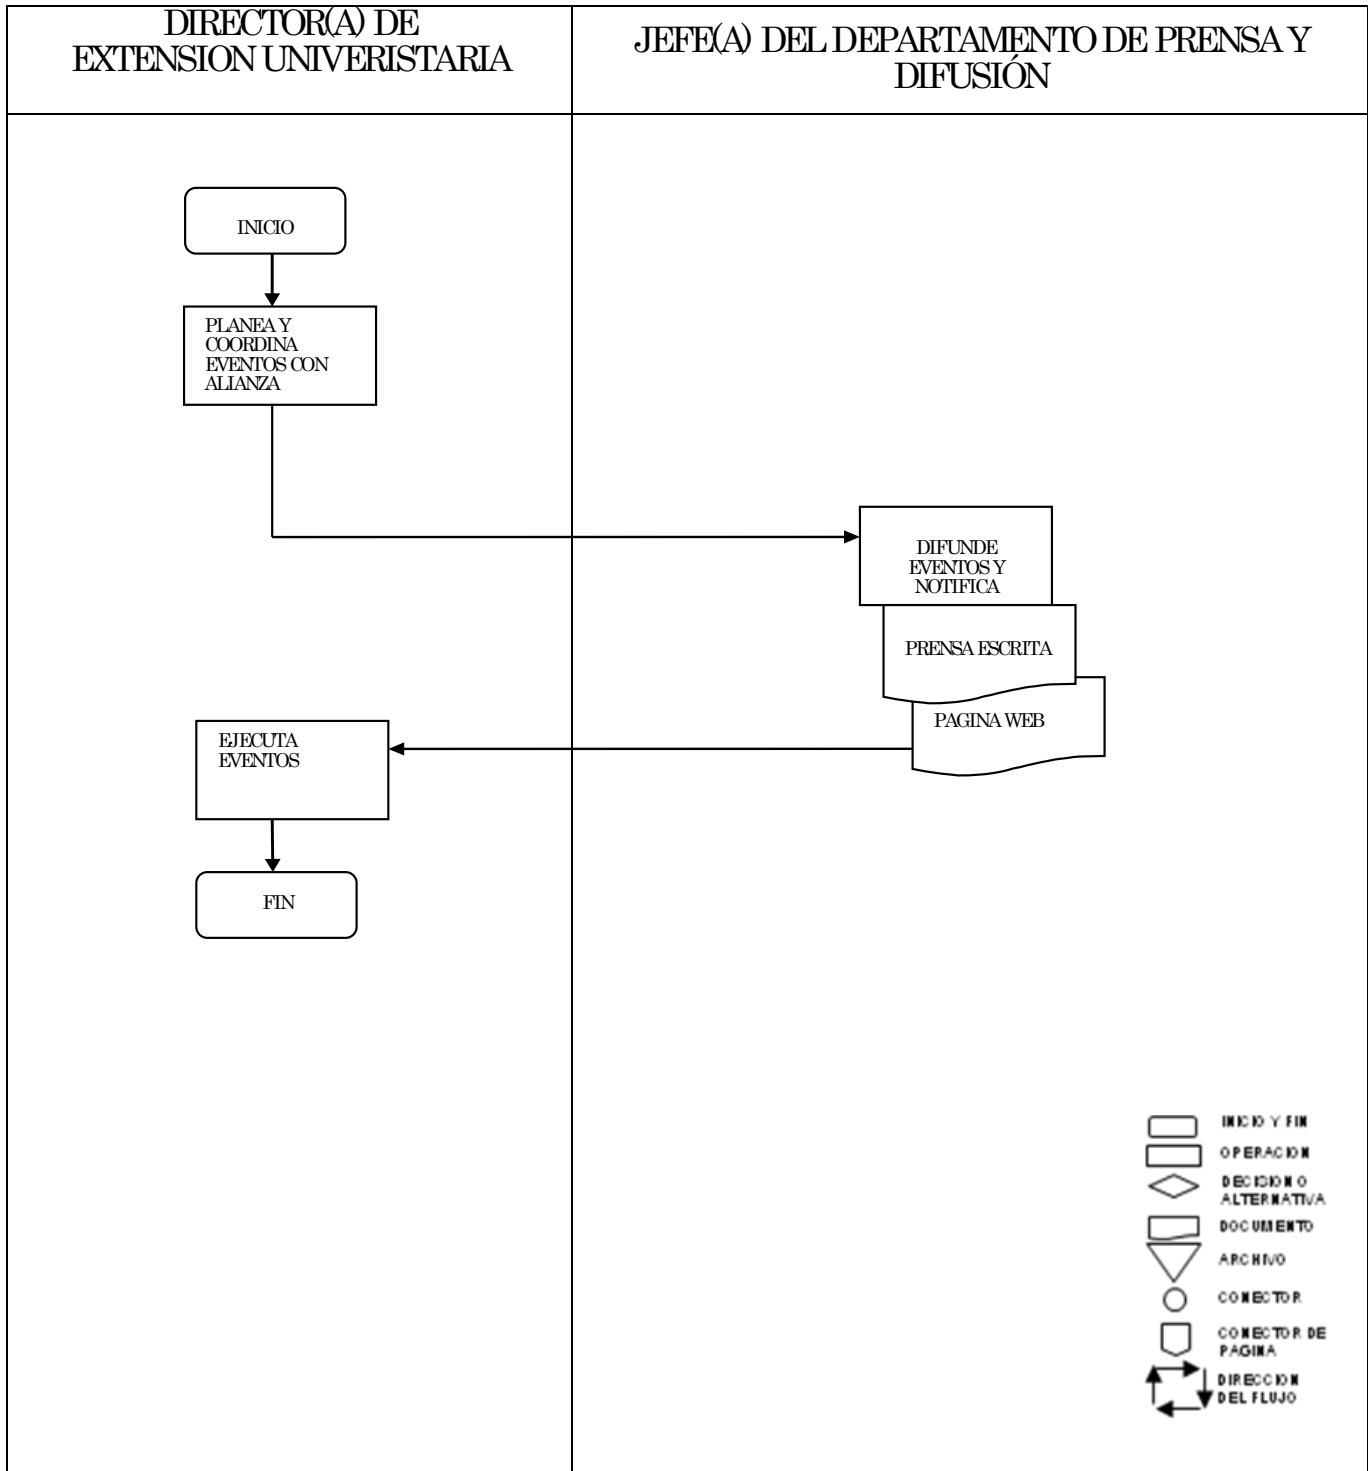 DIRECTOR(A) DE
EXTENSION UNIVERISTARIA
JEFE(A) DEL DEPARTAMENTO DE PRENSA Y
DIFUSIÓN
INICIO
PLANEA Y
COORDINA
EVENTOS CON
ALIANZA
DIFUNDE
EVENTOS Y
NOTIFICA
PRENSA ESCRITA
PAGINA WEB
EJECUTA
EVENTOS
FIN
INICIO Y FIN
OPERACION
DECISION O
ALTERNATIVA
DOCUMENTO
ARCHIVO
CONECTOR
CONECTOR DE
PAGINA
DIRECCION
DEL FLUJO